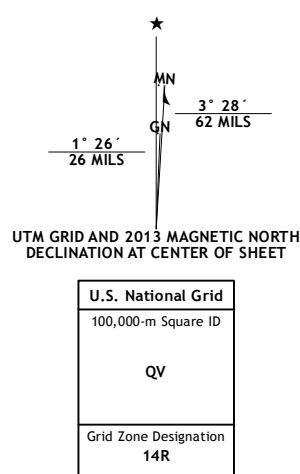 ★
MN
3° 28´
62 MILS
GN
1° 26´
26 MILS
UTM GRID AND 2013 MAGNETIC NORTH
DECLINATION AT CENTER OF SHEET
U.S. National Grid
100,000-m Square ID
QV
Grid Zone Designation
14R